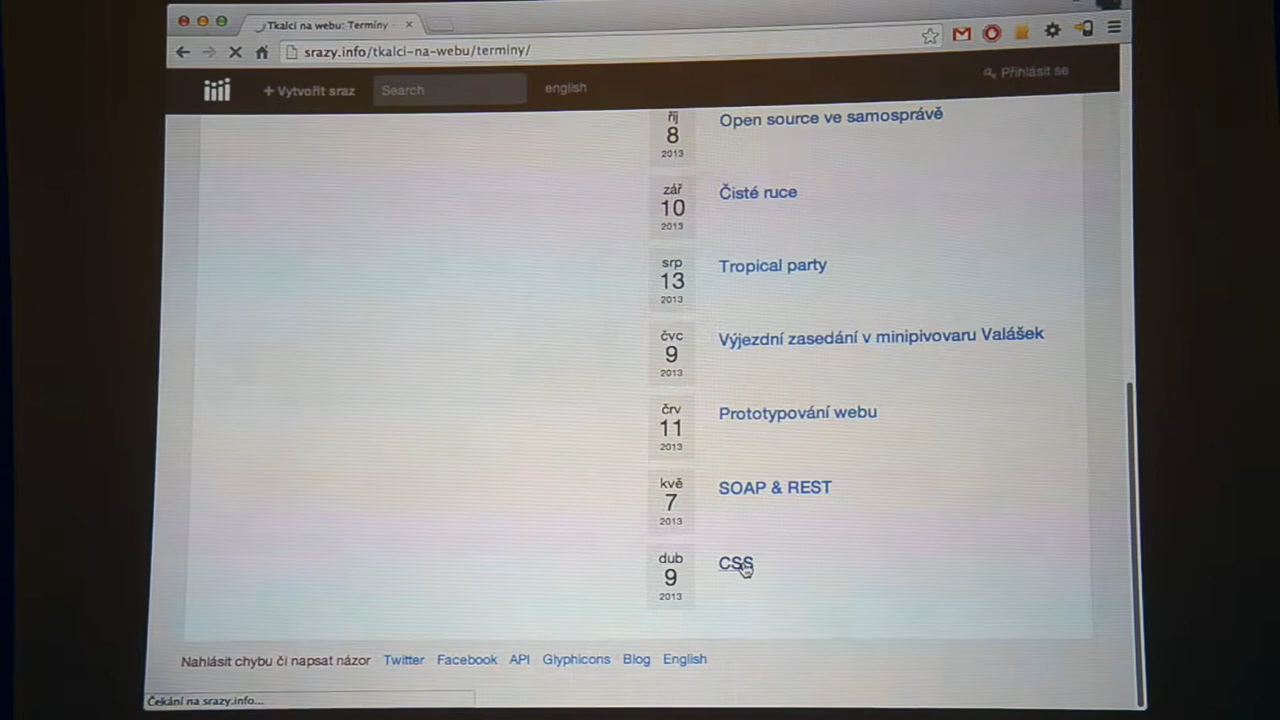 Tkalci na webu: Termíny
srazy.info/tkalci-na-webu/terminy/
+ Vytvořit sraz
Search
english
Přihlásit se
říj
8
2013
Open source ve samosprávě
zář
10
2013
Čisté ruce
srp
13
2013
Tropical party
čvc
9
2013
Výjezdní zasedání v minipivovaru Valášek
črv
11
2013
Prototypování webu
kvě
7
2013
SOAP & REST
dub
9
2013
CSS
Nahlásit chybu či napsat názor Twitter Facebook API Glyphicons Blog English
Čekání na srazy.info...